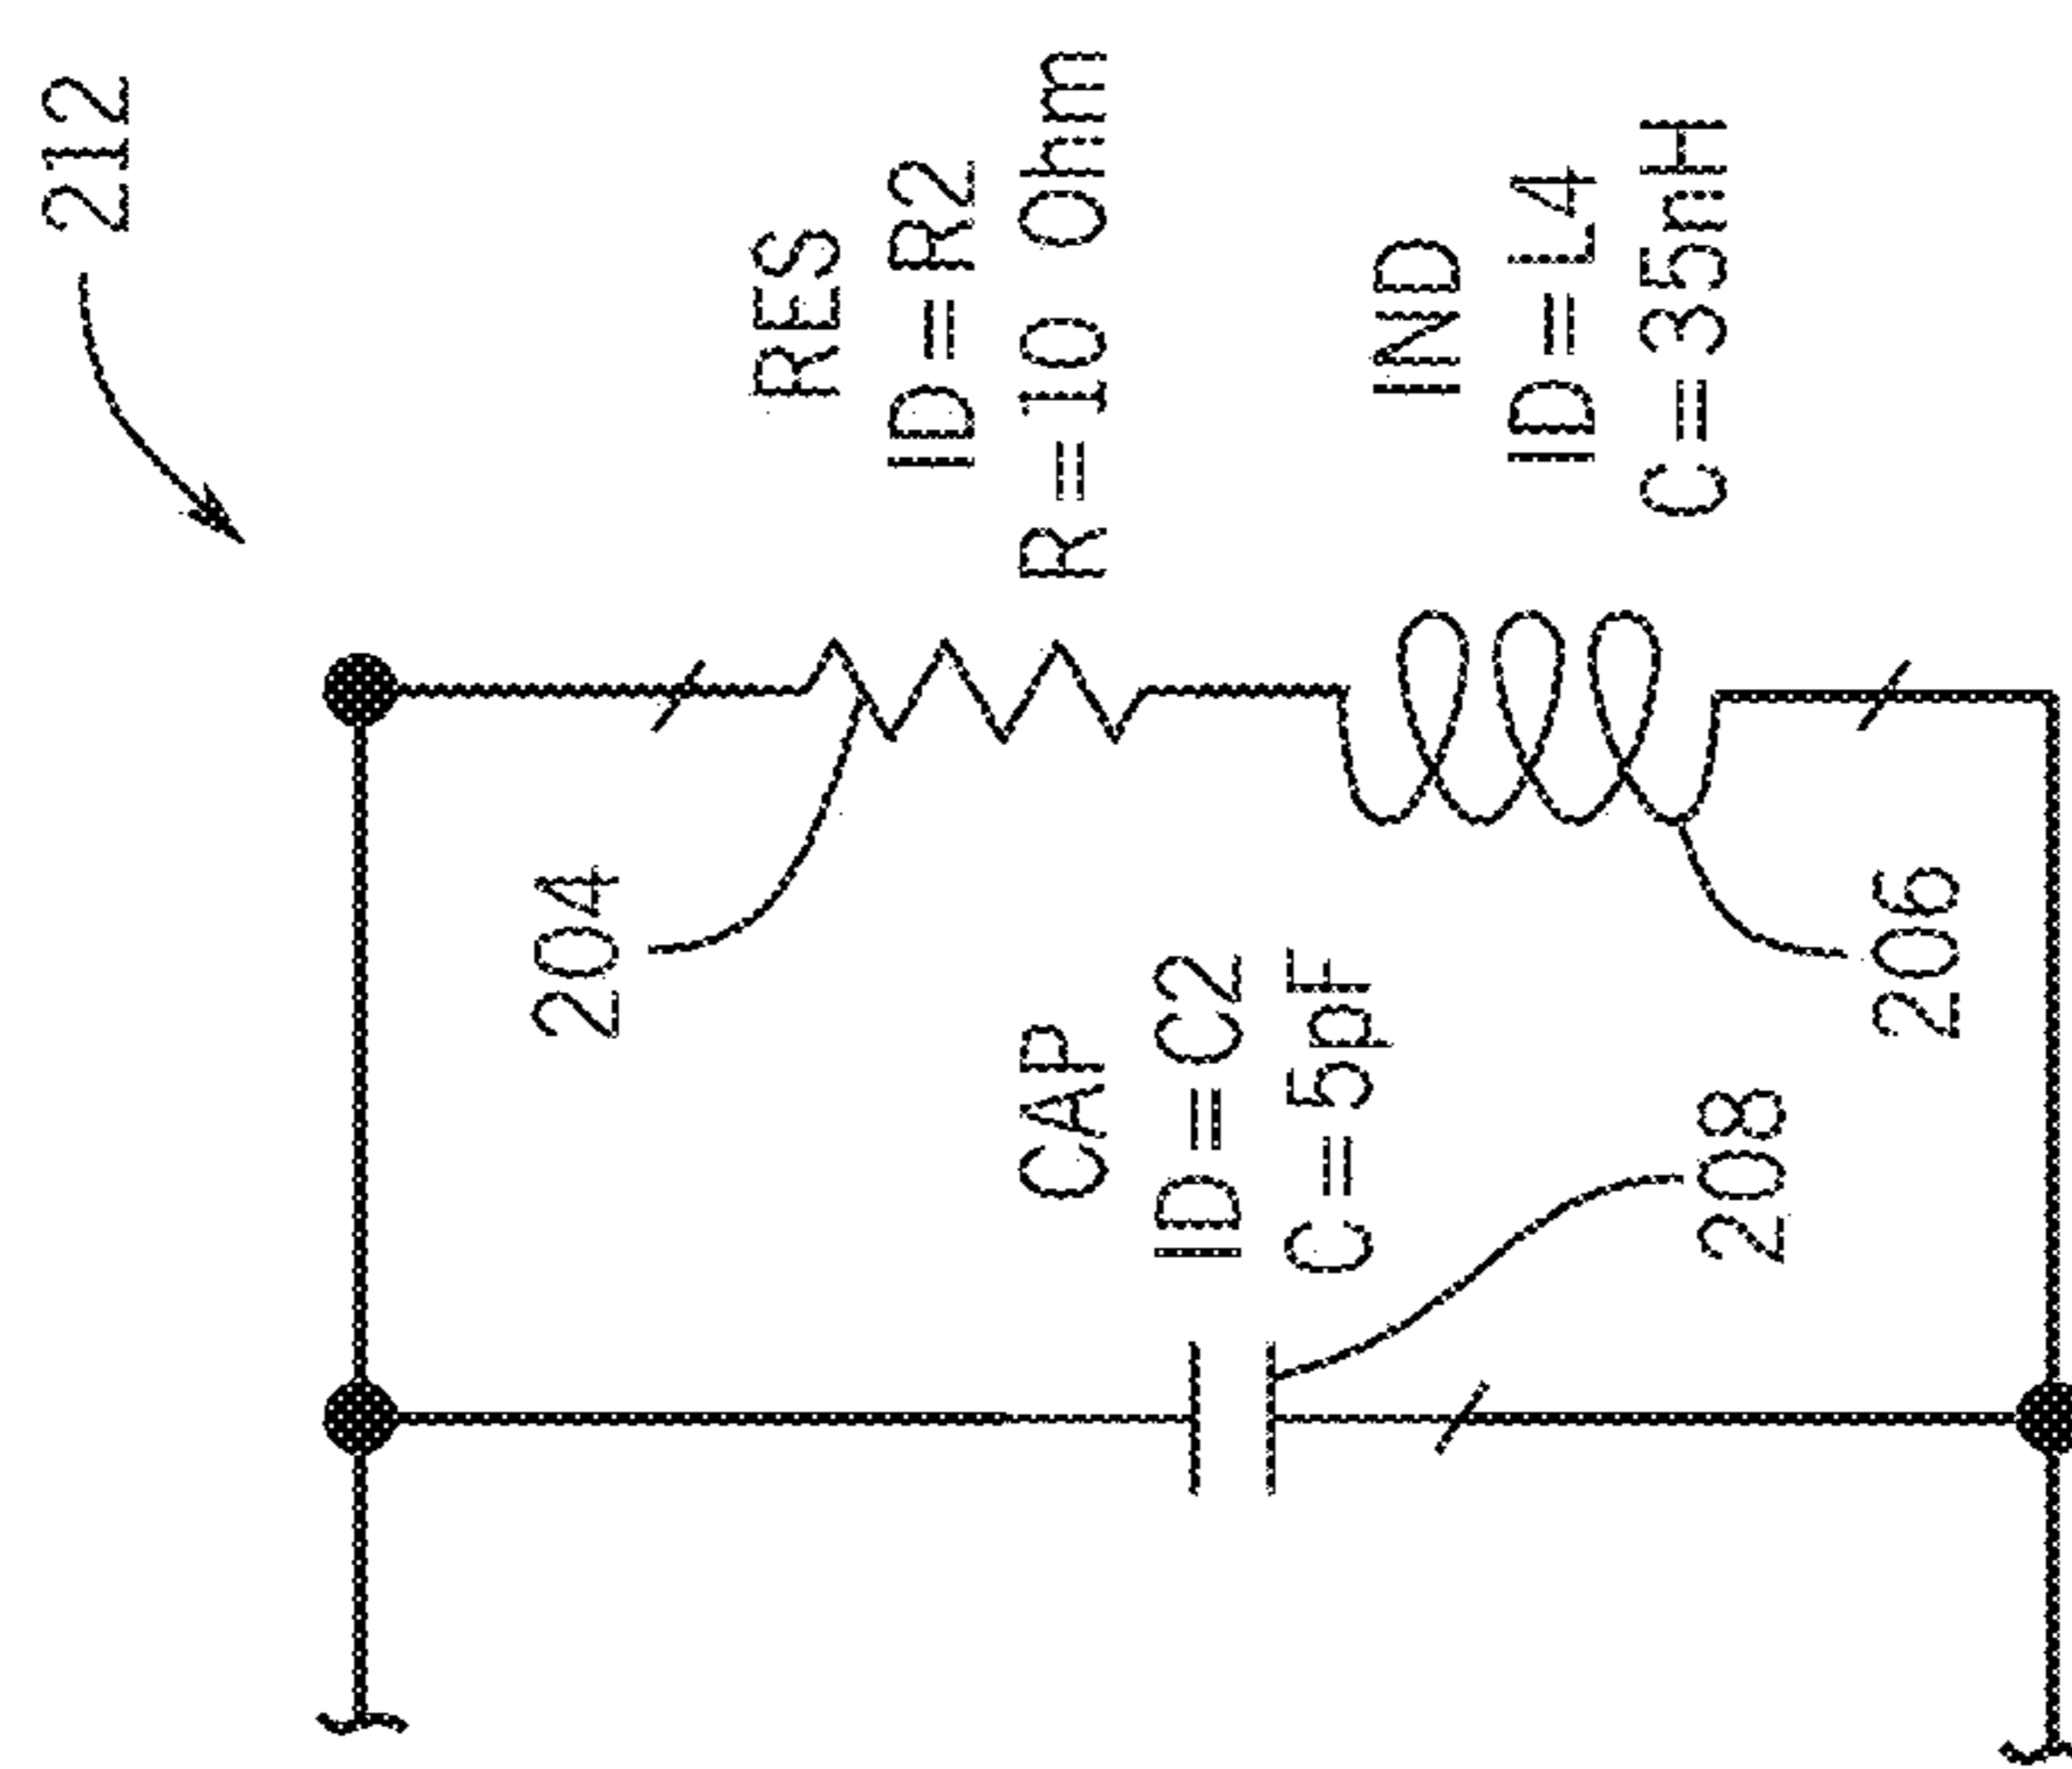 212
RES
ID=R2
R=10 Ohm
IND
ID=L4
C=35nH
204
CAP
ID=C2
C=5pF
208
206